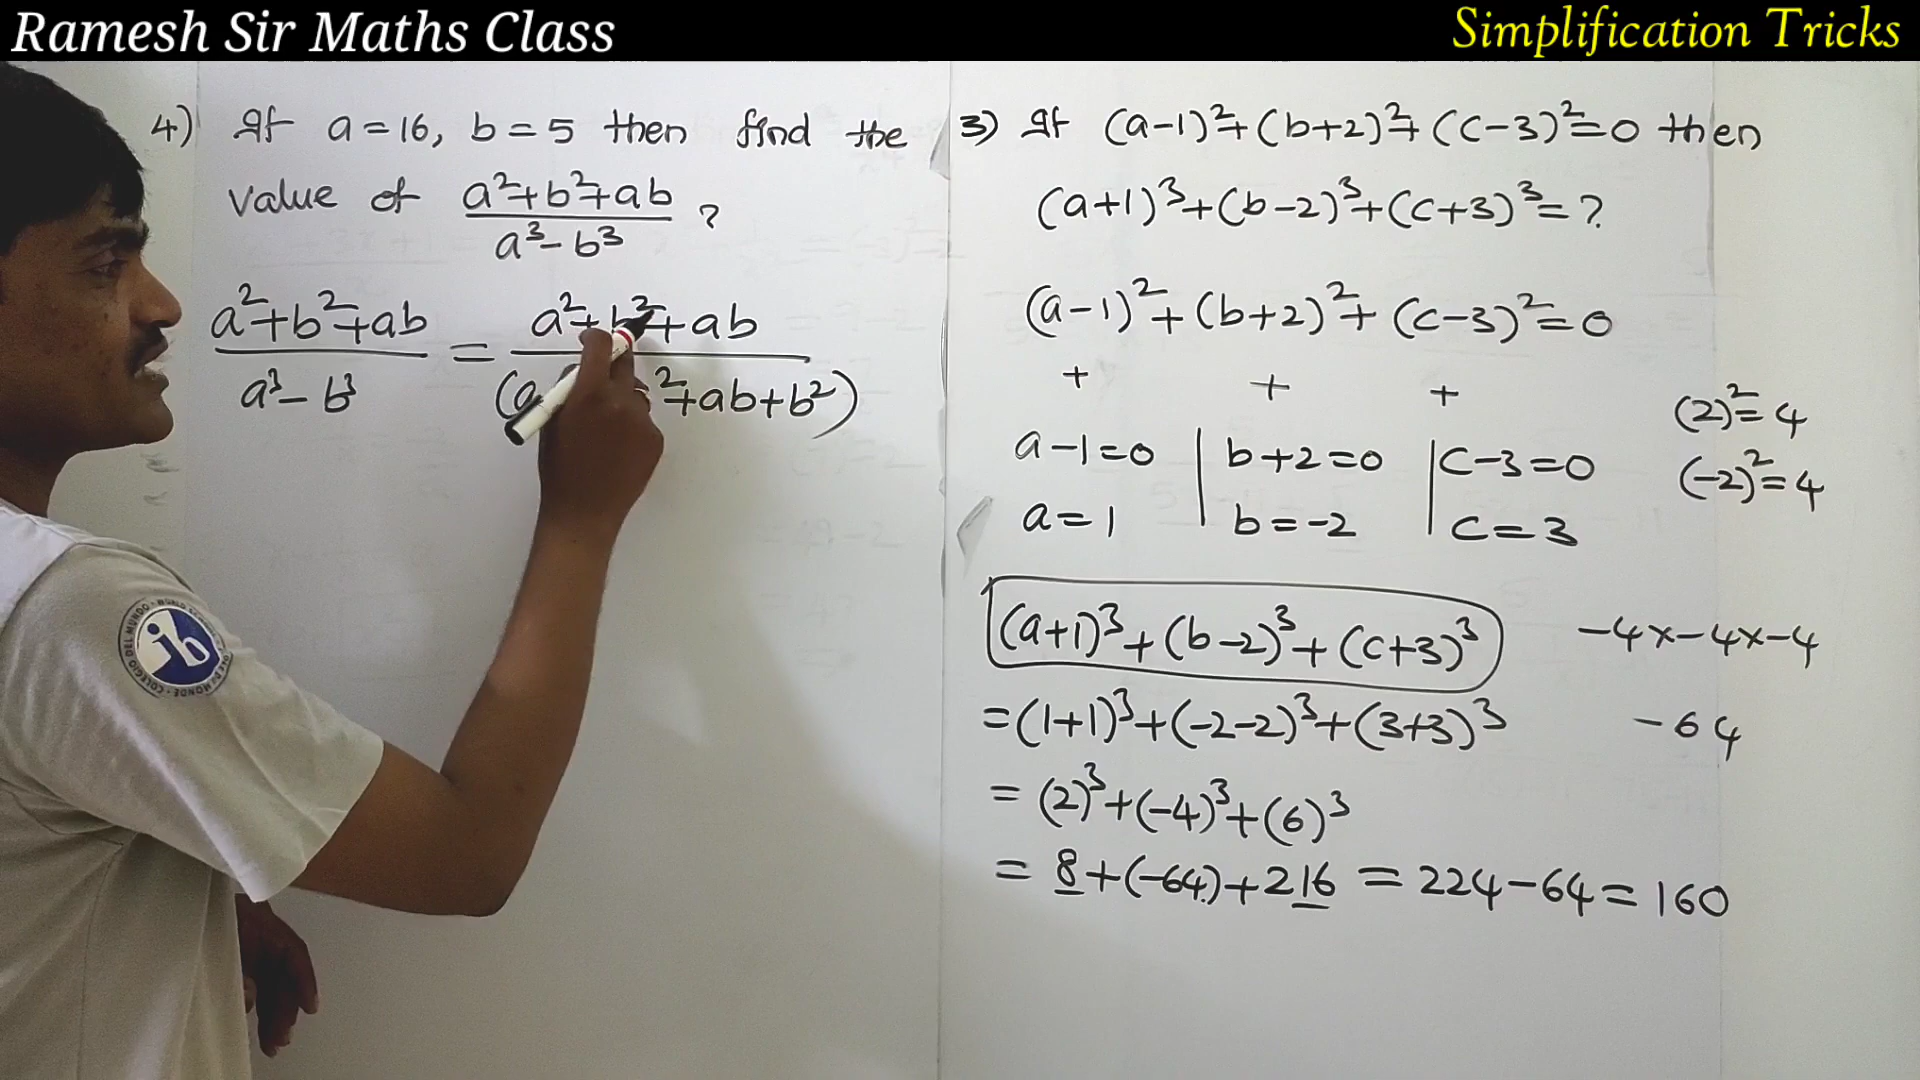 Ramesh Sir Maths Class
Simplification Tricks
4) If a = 16, b = 5 then find the
value of (a²+b²+ab)/(a³-b³) ?
(a²+b²+ab)/(a³-b³) = (a²+b²+ab)/(a ²+ab+b²)
3) If (a-1)²+(b+2)²+(c-3)²=0 then
(a+1)³+(b-2)³+(c+3)³=?
(a-1)²+(b+2)²+(c-3)²=0
+ + +
a-1=0 | b+2=0 | c-3=0
a=1 | b=-2 | c=3
(2)²=4
(-2)²=4
(a+1)³+(b-2)³+(c+3)³
=(1+1)³+(-2-2)³+(3+3)³
=(2)³+(-4)³+(6)³
=8+(-64)+216=224-64=160
-4x-4x-4
-64
ib